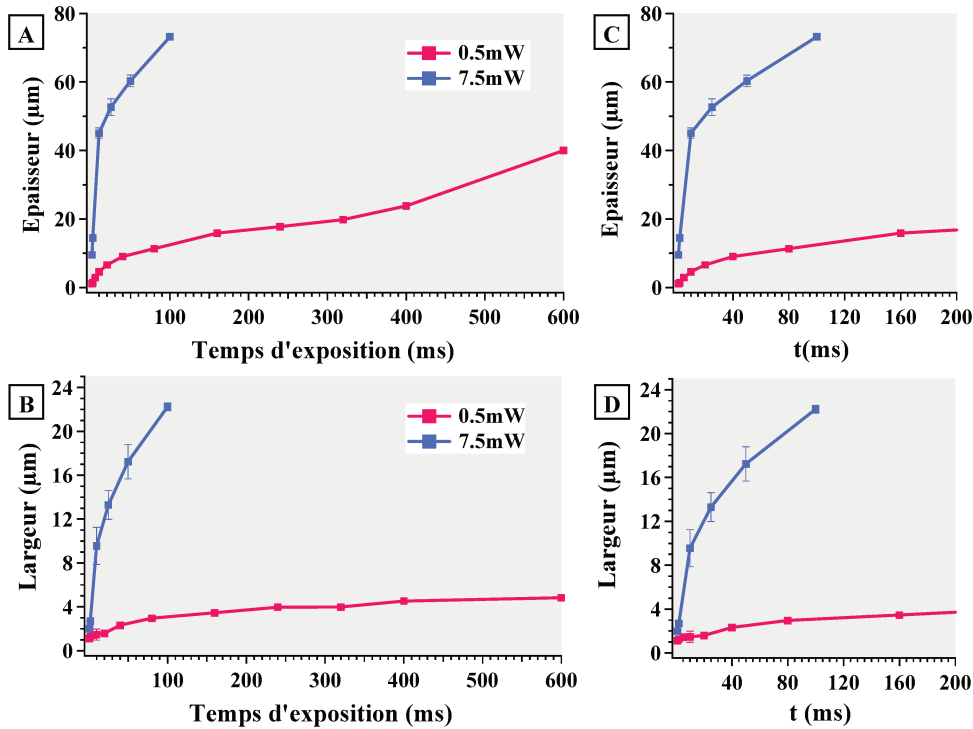 A
80
60
40
20
0
Epaisseur (µm)
0.5mW
7.5mW
100 200 300 400 500 600
Temps d'exposition (ms)
C
80
60
40
20
0
Epaisseur (µm)
40 80 120 160 200
t(ms)
B
24
20
16
12
8
4
0
Largeur (µm)
0.5mW
7.5mW
100 200 300 400 500 600
Temps d'exposition (ms)
D
24
20
16
12
8
4
0
Largeur (µm)
40 80 120 160 200
t (ms)